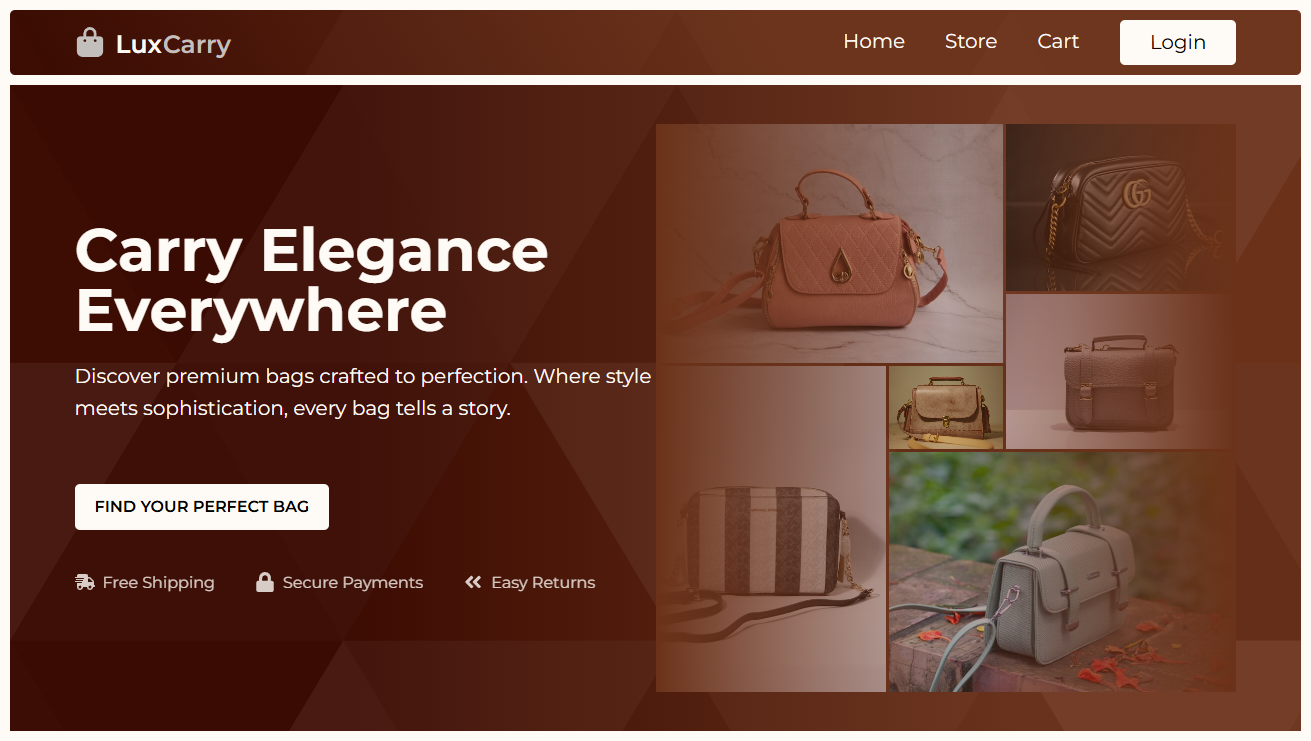 LuxCarry
Home
Store
Cart
Login
Carry Elegance
Everywhere
Discover premium bags crafted to perfection. Where style
meets sophistication, every bag tells a story.
FIND YOUR PERFECT BAG
Free Shipping
Secure Payments
Easy Returns